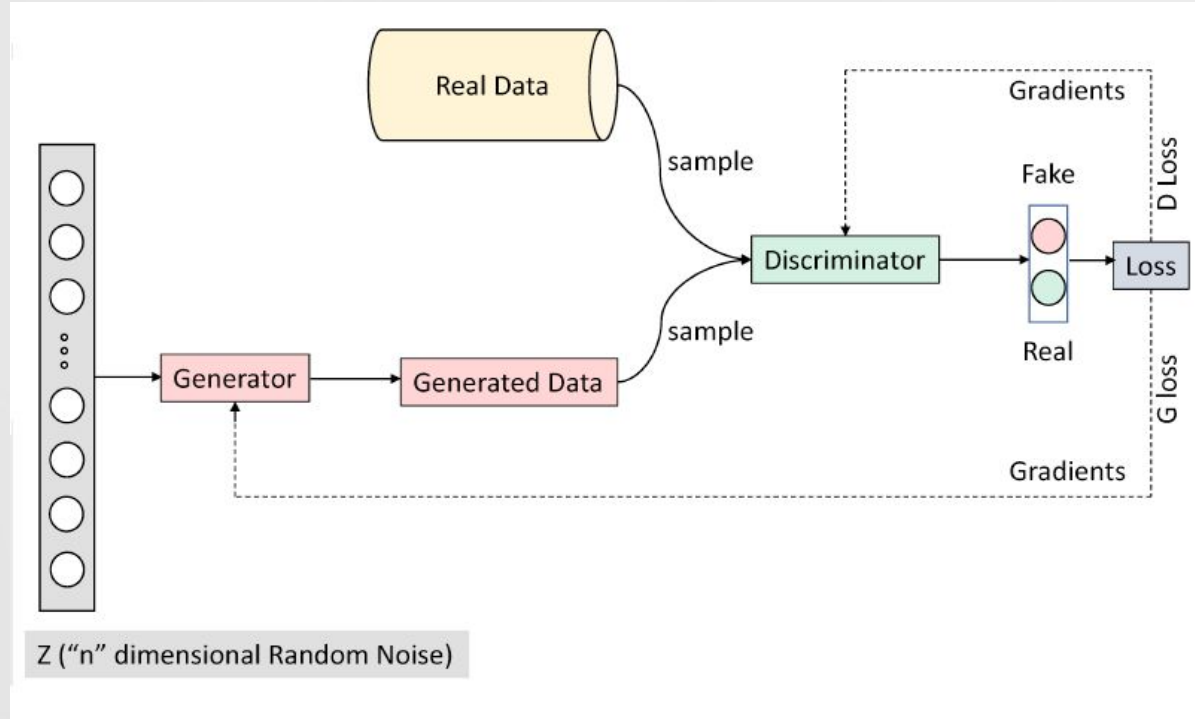 Real Data
Gradients
sample
D Loss
Fake
Discriminator
Loss
sample
Real
Generator
Generated Data
G loss
Gradients
Z (“n” dimensional Random Noise)